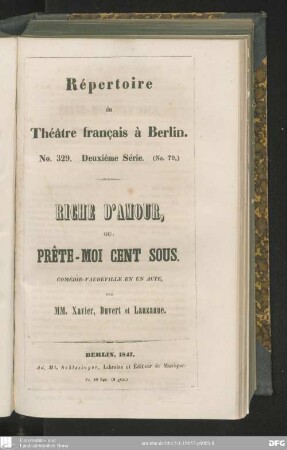 Répertoire
du
Théâtre français à Berlin.
No. 329. Deuxième Série. (No. 79.)
RICHE D'AMOUR,
OU:
PRÊTE-MOI CENT SOUS.
COMÉDIE-VAUDEVILLE EN UN ACTE,
PAR
MM. Xavier, Duvert et Lauzanne.
BERLIN, 1847.
Ad. Mt. Schlesinger, Libraire et Éditeur de Musique.
DFG